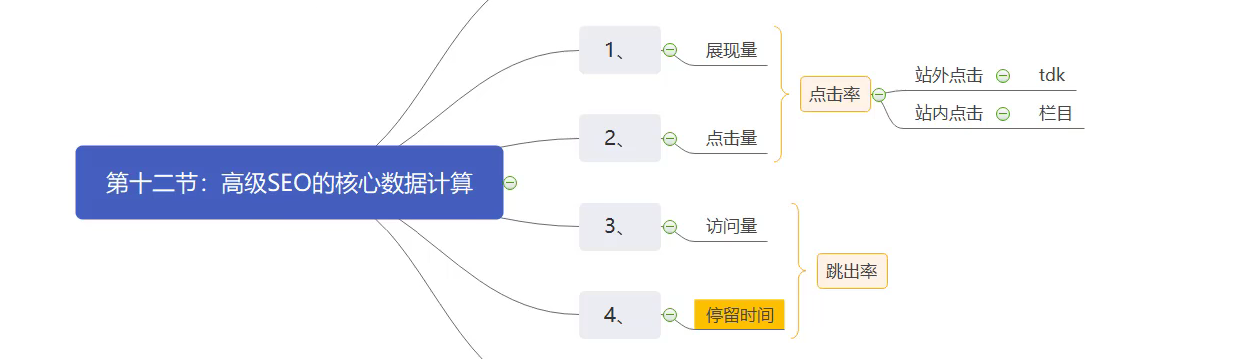 1、 展现量
站外点击 tdk
点击率
站内点击 栏目
2、 点击量
第十二节：高级SEO的核心数据计算
3、 访问量
跳出率
4、 停留时间